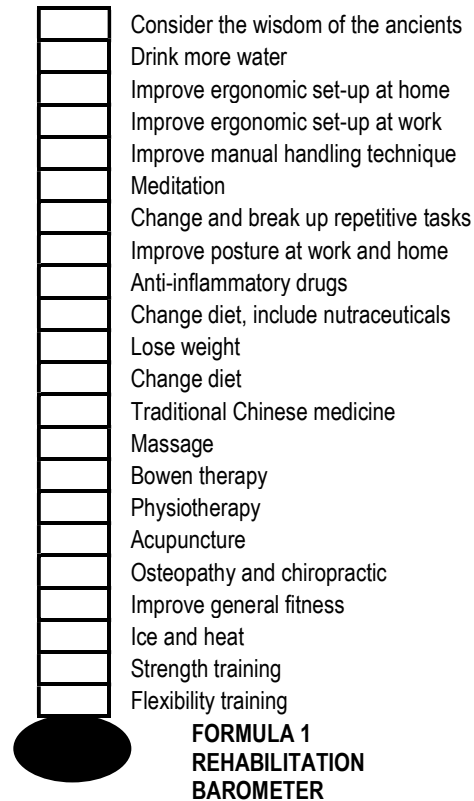 Consider the wisdom of the ancients
Drink more water
Improve ergonomic set-up at home
Improve ergonomic set-up at work
Improve manual handling technique
Meditation
Change and break up repetitive tasks
Improve posture at work and home
Anti-inflammatory drugs
Change diet, include nutraceuticals
Lose weight
Change diet
Traditional Chinese medicine
Massage
Bowen therapy
Physiotherapy
Acupuncture
Osteopathy and chiropractic
Improve general fitness
Ice and heat
Strength training
Flexibility training
FORMULA 1
REHABILITATION
BAROMETER